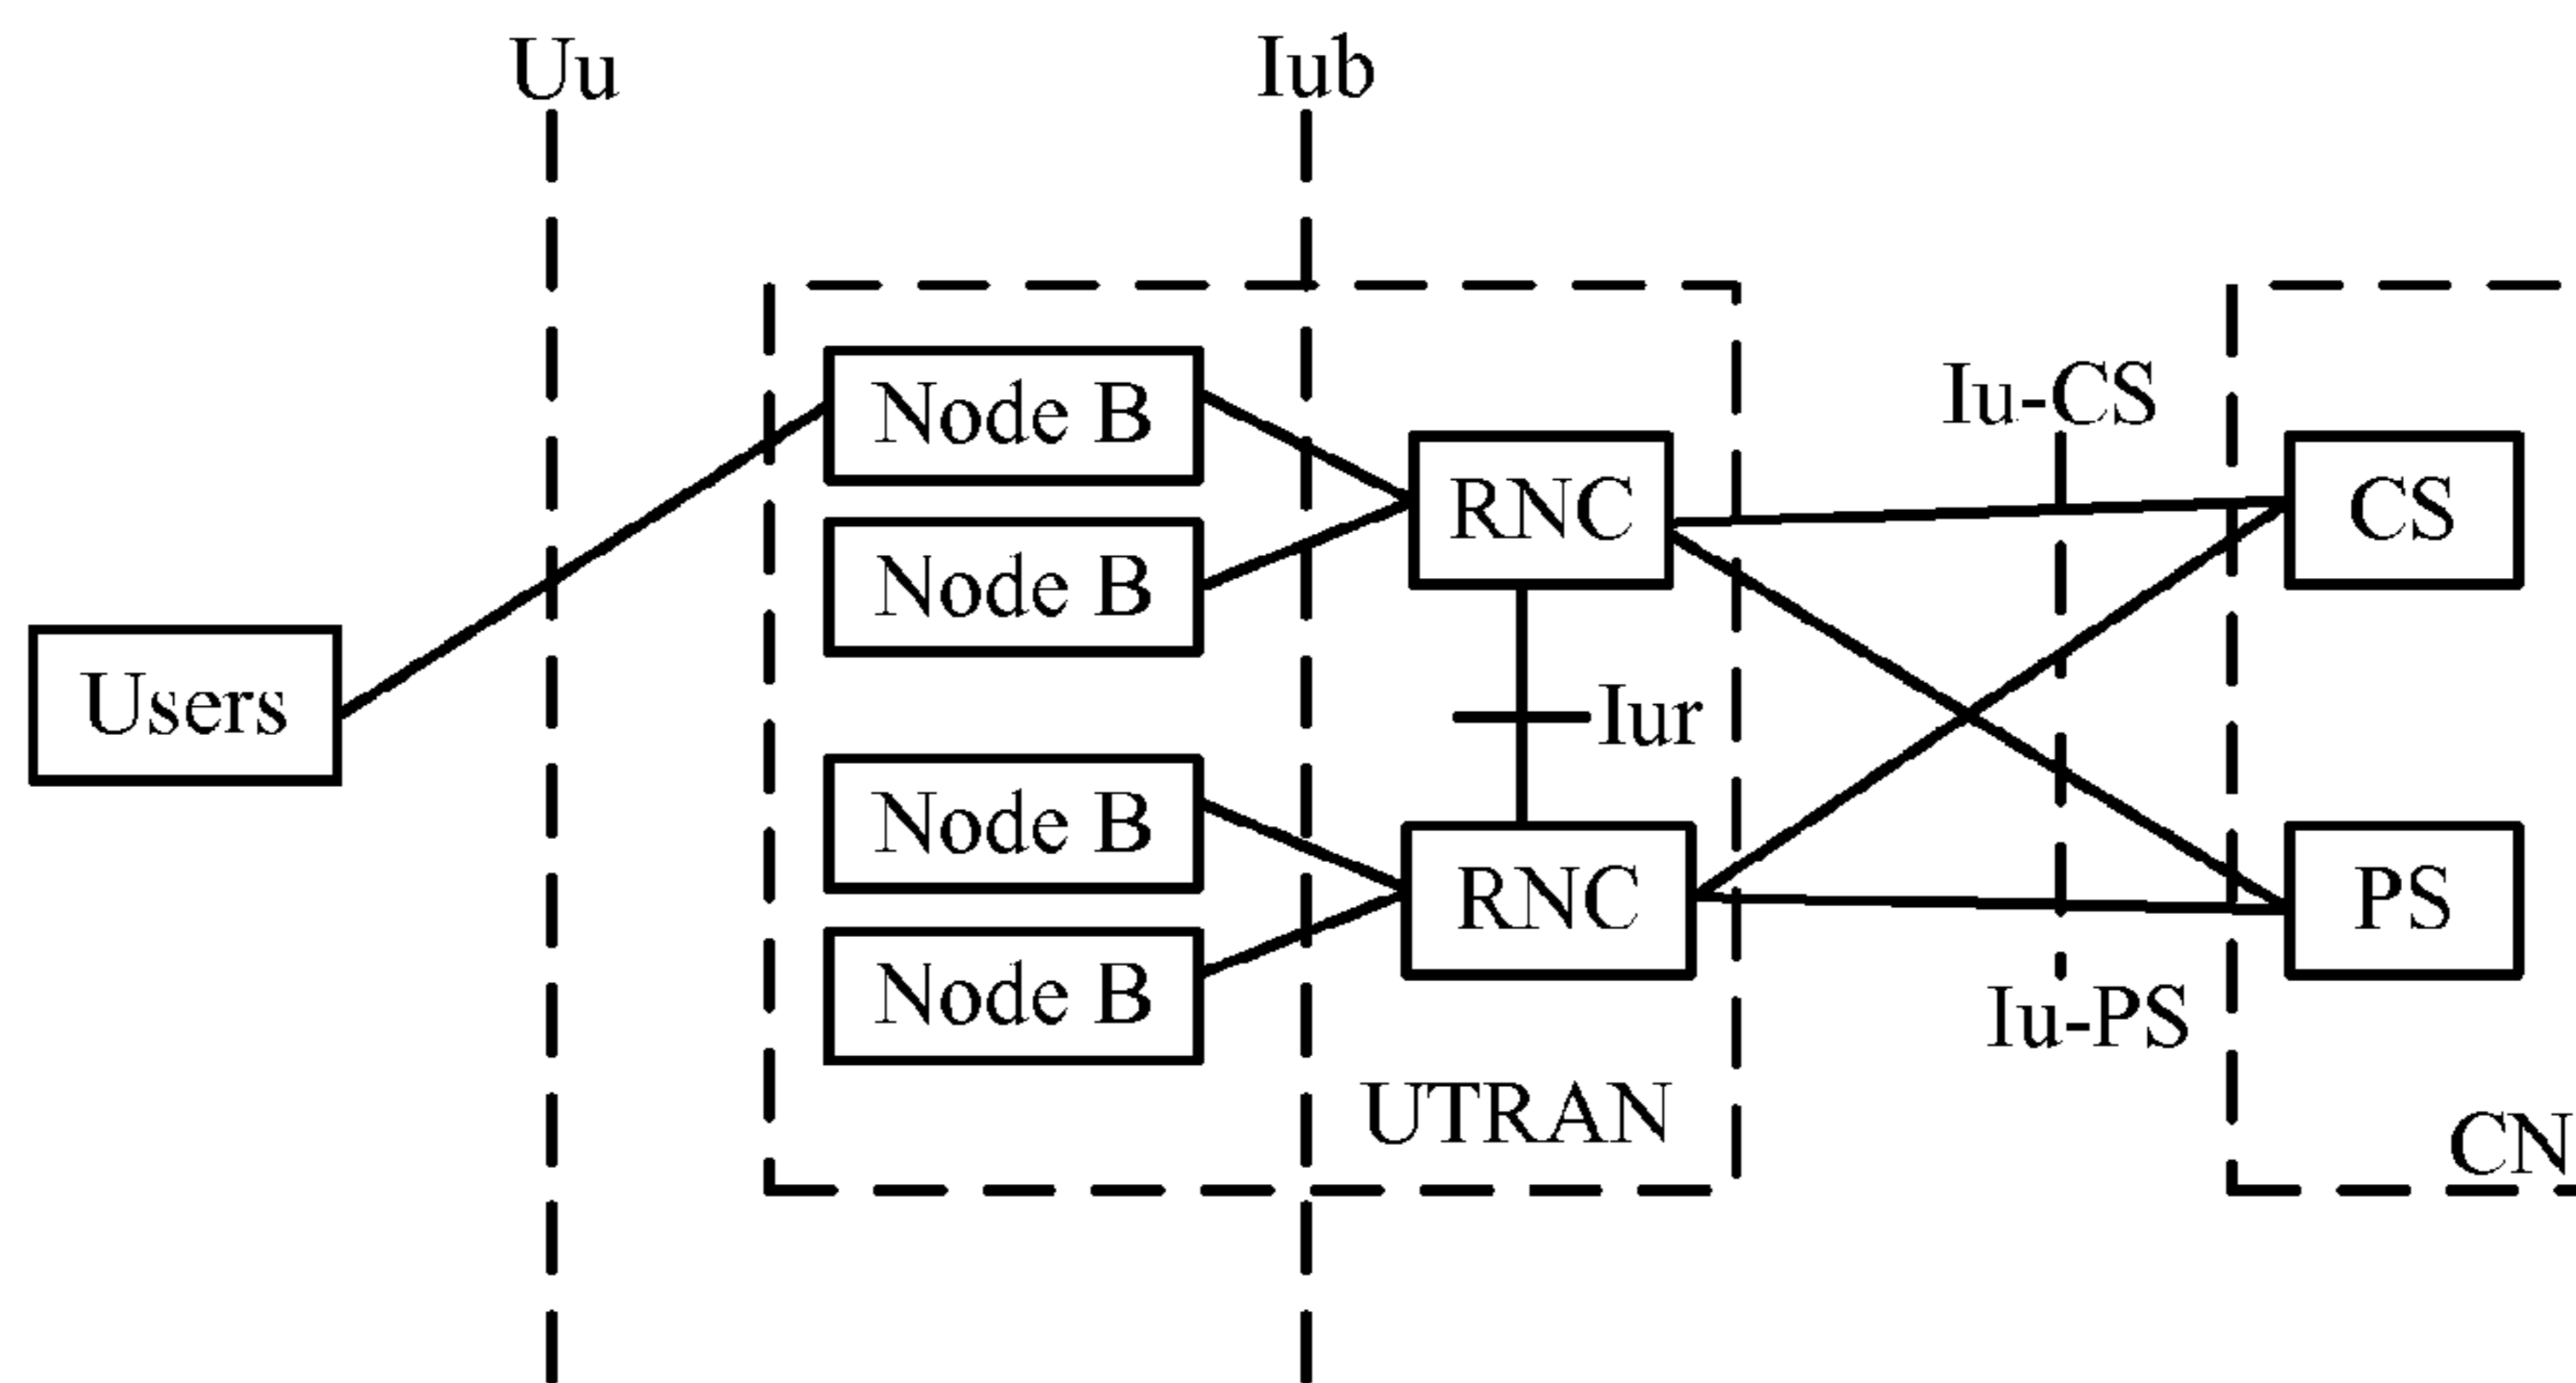 Uu
Iub
Node B
Iu-CS
RNC
CS
Node B
Users
Iur
Node B
RNC
PS
Node B
Iu-PS
UTRAN
CN